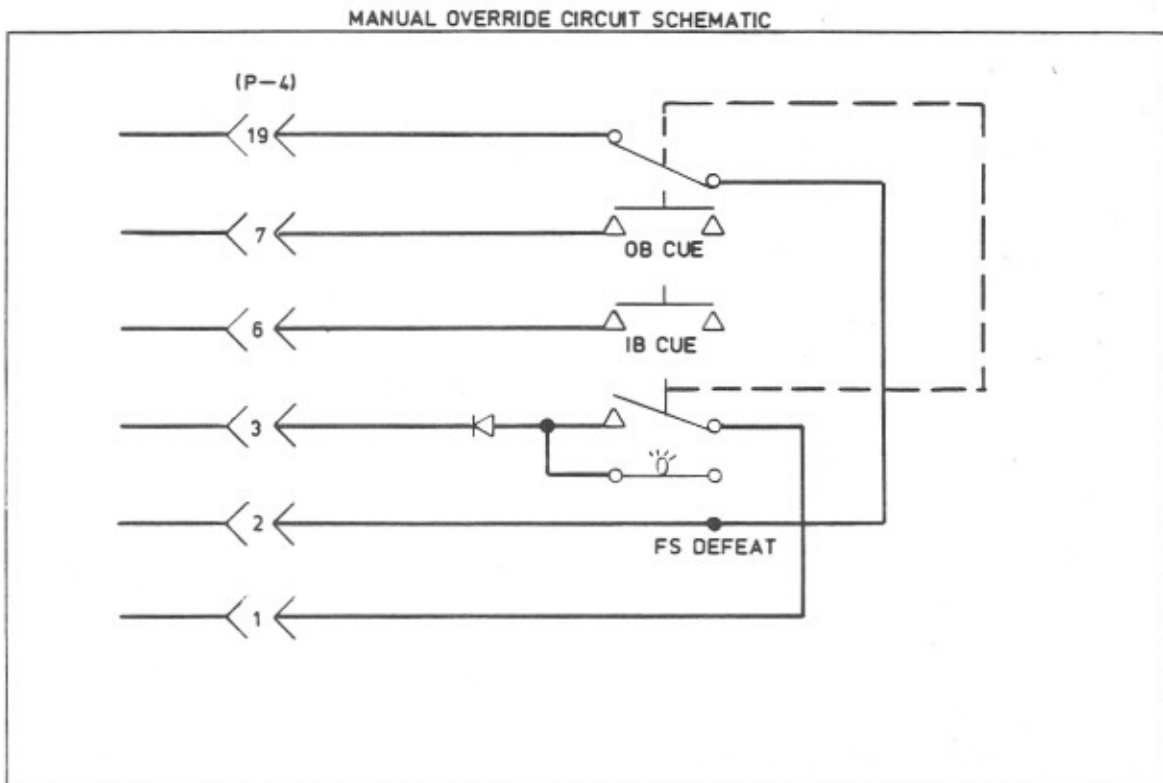 MANUAL OVERRIDE CIRCUIT SCHEMATIC
(P-4)
19
7
OB CUE
6
IB CUE
3
2
FS DEFEAT
1